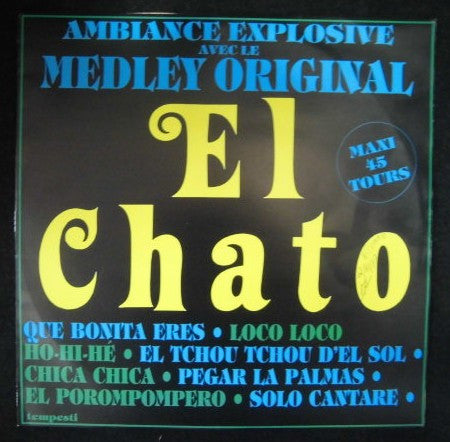 AMBIANCE EXPLOSIVE
AVEC LE
MEDLEY ORIGINAL
El
Chato
MAXI
45
TOURS
QUE BONITA ERES • LOCO LOCO
HO-HI-HÉ • EL TCHOU TCHOU D'EL SOL •
CHICA CHICA • PEGAR LA PALMAS •
EL POROMPOMPERO • SOLO CANTARE •
tempesti